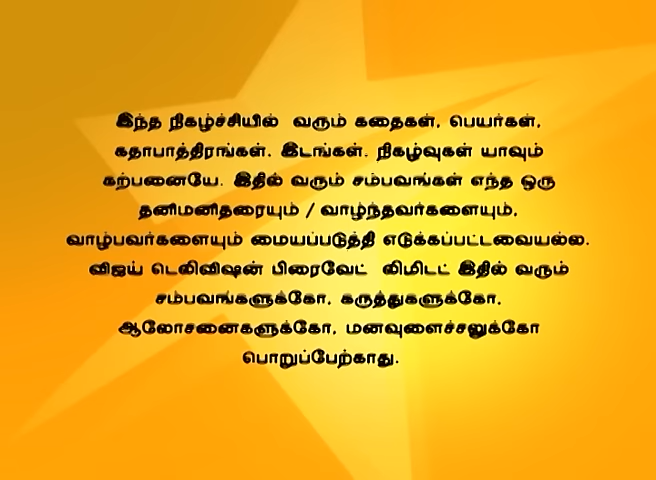 இந்த நிகழ்ச்சியில் வரும் கதைகள், பெயர்கள்,
கதாபாத்திரங்கள், இடங்கள், நிகழ்வுகள் யாவும்
கற்பனையே. இதில் வரும் சம்பவங்கள் எந்த ஒரு
தனிமனிதரையும் / வாழ்ந்தவர்களையும்,
வாழ்பவர்களையும் மையப்படுத்தி எடுக்கப்பட்டவையல்ல.
விஜய் டெலிவிஷன் பிரைவேட் லிமிடட் இதில் வரும்
சம்பவங்களுக்கோ, கருத்துகளுக்கோ,
ஆலோசனைகளுக்கோ, மனவுளைச்சலுக்கோ
பொறுப்பேற்காது.